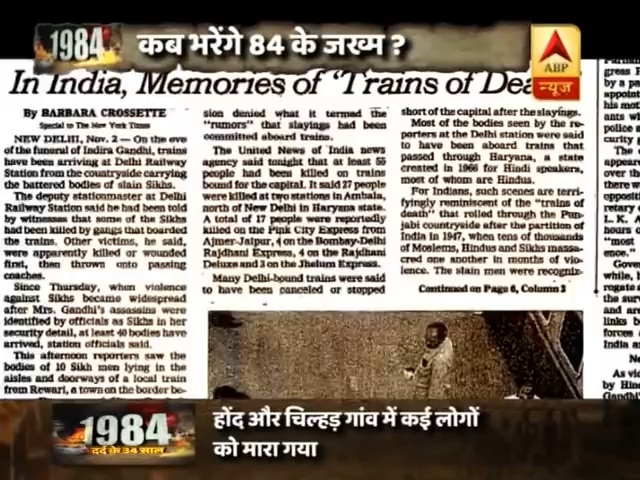 1984
कब भरेंगे 84 के जख्म ?
ABP
न्यूज़
In India, Memories of 'Trains of Dea
By BARBARA CROSSETTE
Special to The New York Times
NEW DELHI, Nov. 2 — On the eve
of the funeral of Indira Gandhi, trains
have been arriving at Delhi Railway
Station from the countryside carrying
the battered bodies of slain Sikhs.
The deputy stationmaster at Delhi
Railway Station said he had been told
by witnesses that some of the Sikhs
had been killed by gangs that boarded
the trains. Other victims, he said,
were apparently killed or wounded
first, then thrown onto passing
coaches.
Since Thursday, when violence
against Sikhs became widespread
after Mrs. Gandhi's assassins were
identified by officials as Sikhs in her
security detail, at least 40 bodies have
arrived, station officials said.
This afternoon reporters saw the
bodies of 10 Sikh men lying in the
aisles and doorways of a local train
from Rewari, a town on the border be-
sion denied what it termed the
"rumors" that slayings had been
committed aboard trains.
The United News of India news
agency said tonight that at least 55
people had been killed on trains
bound for the capital. It said 27 people
were killed at two stations in Ambala,
north of New Delhi in Haryana state.
A total of 17 people were reportedly
killed on the Pink City Express from
Ajmer-Jaipur, 4 on the Bombay-Delhi
Rajdhani Express, 4 on the Rajdhani
Deluxe and 3 on the Jhelum Express.
Many Delhi-bound trains were said
to have been canceled or stopped
short of the capital after the slayings.
Most of the bodies seen by the re-
porters at the Delhi station were said
to have been aboard trains that
passed through Haryana, a state
created in 1966 for Hindi speakers,
most of whom are Hindus.
For Indians, such scenes are terri-
fyingly reminiscent of the "trains of
death" that rolled through the Pun-
jabi countryside after the partition of
India in 1947, when tens of thousands
of Moslems, Hindus and Sikhs massa-
cred one another in months of vio-
lence. The slain men were recogniz-
Continued on Page 6, Column 3
1984
दर्द के 34 साल
होंद और चिल्हड़ गांव में कई लोगों
को मारा गया